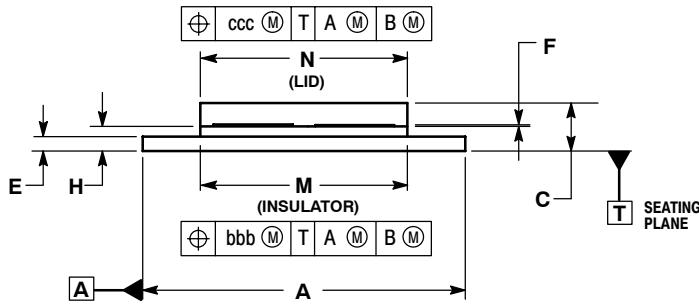 ⌖ ccc Ⓜ T A Ⓜ B Ⓜ
N
(LID)
F
E
H
M
(INSULATOR)
C
T SEATING
PLANE
⌖ bbb Ⓜ T A Ⓜ B Ⓜ
A
A